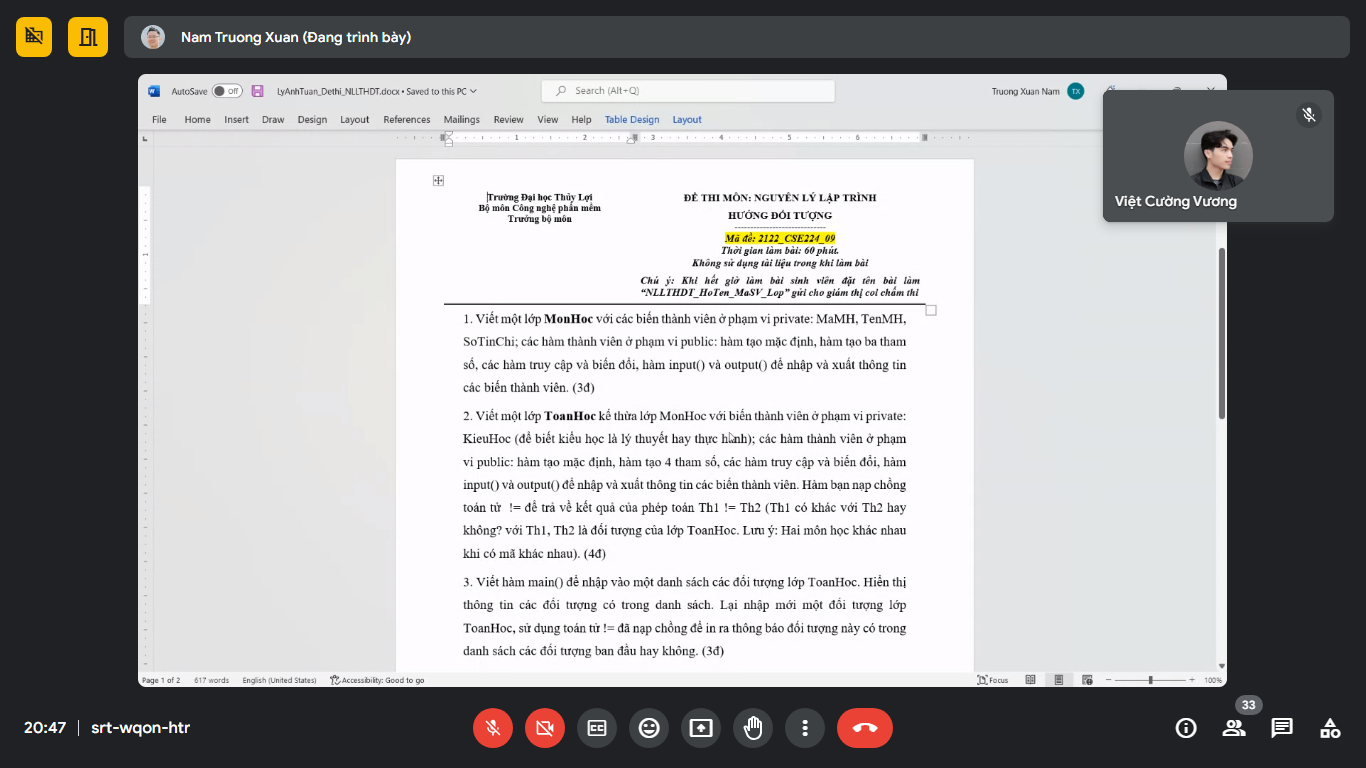 Nam Truong Xuan (Đang trình bày)
AutoSave Off LyAnhTuan_Dethi_NLLTHDT.docx • Saved to this PC Search (Alt+Q) Truong Xuan Nam TX
File Home Insert Draw Design Layout References Mailings Review View Help Table Design Layout
1 2 3 4 5 6
Việt Cường Vương
Trường Đại học Thủy Lợi
Bộ môn Công nghệ phần mềm
Trưởng bộ môn
ĐỀ THI MÔN: NGUYÊN LÝ LẬP TRÌNH
HƯỚNG ĐỐI TƯỢNG
------------------------------
Mã đề: 2122_CSE224_09
Thời gian làm bài: 60 phút.
Không sử dụng tài liệu trong khi làm bài
Chú ý: Khi hết giờ làm bài sinh viên đặt tên bài làm
“NLLTHDT_HoTen_MaSV_Lop” gửi cho giám thị coi chấm thi
1. Viết một lớp MonHoc với các biến thành viên ở phạm vi private: MaMH, TenMH,
SoTinChi; các hàm thành viên ở phạm vi public: hàm tạo mặc định, hàm tạo ba tham
số, các hàm truy cập và biến đổi, hàm input() và output() để nhập và xuất thông tin
các biến thành viên. (3đ)
2. Viết một lớp ToanHoc kế thừa lớp MonHoc với biến thành viên ở phạm vi private:
KieuHoc (để biết kiểu học là lý thuyết hay thực hành); các hàm thành viên ở phạm
vi public: hàm tạo mặc định, hàm tạo 4 tham số, các hàm truy cập và biến đổi, hàm
input() và output() để nhập và xuất thông tin các biến thành viên. Hàm bạn nạp chồng
toán tử != để trả về kết quả của phép toán Th1 != Th2 (Th1 có khác với Th2 hay
không? với Th1, Th2 là đối tượng của lớp ToanHoc. Lưu ý: Hai môn học khác nhau
khi có mã khác nhau). (4đ)
3. Viết hàm main() để nhập vào một danh sách các đối tượng lớp ToanHoc. Hiển thị
thông tin các đối tượng có trong danh sách. Lại nhập mới một đối tượng lớp
ToanHoc, sử dụng toán tử != đã nạp chồng để in ra thông báo đối tượng này có trong
danh sách các đối tượng ban đầu hay không. (3đ)
Page 1 of 2 617 words English (United States) Accessibility: Good to go Focus 100%
20:47 | srt-wqon-htr 33